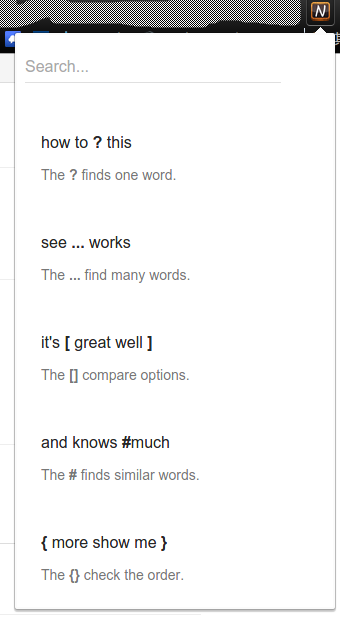 N
Search...
how to ? this
The ? finds one word.
see ... works
The ... find many words.
it's [ great well ]
The [] compare options.
and knows #much
The # finds similar words.
{ more show me }
The {} check the order.